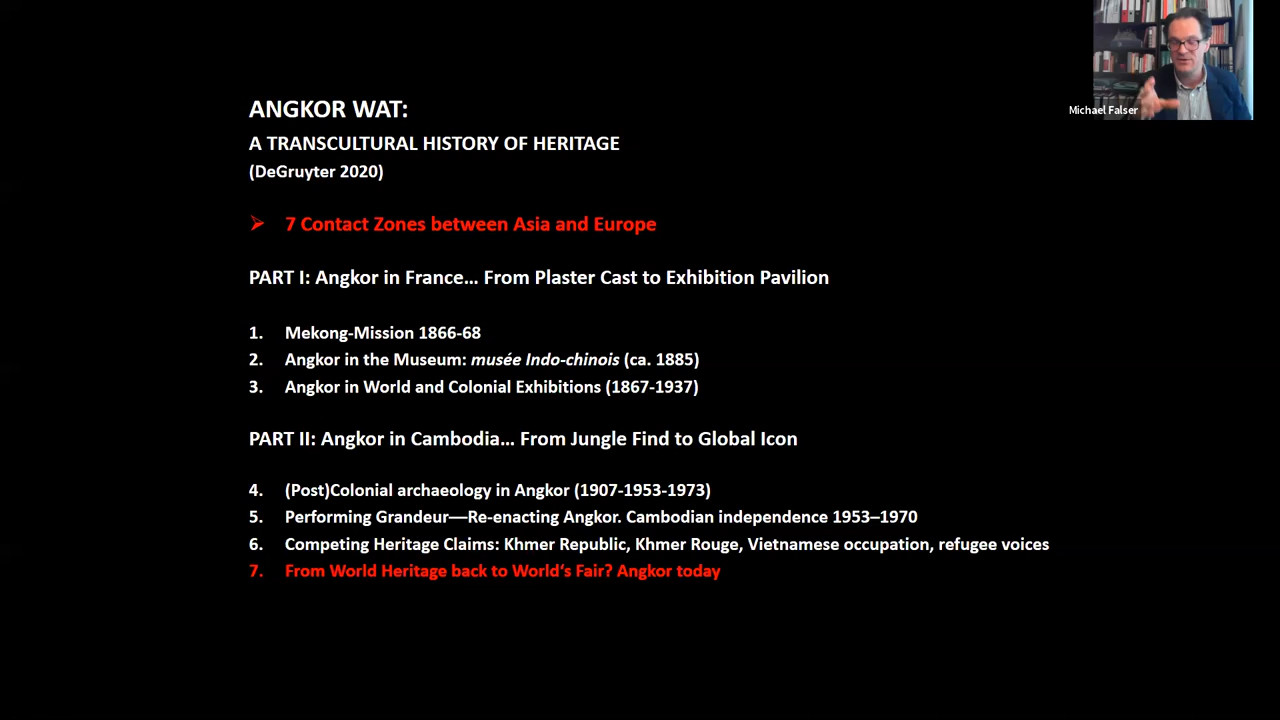 ANGKOR WAT:
A TRANSCULTURAL HISTORY OF HERITAGE
(DeGruyter 2020)
➢ 7 Contact Zones between Asia and Europe
PART I: Angkor in France… From Plaster Cast to Exhibition Pavilion
1. Mekong-Mission 1866-68
2. Angkor in the Museum: musée Indo-chinois (ca. 1885)
3. Angkor in World and Colonial Exhibitions (1867-1937)
PART II: Angkor in Cambodia… From Jungle Find to Global Icon
4. (Post)Colonial archaeology in Angkor (1907-1953-1973)
5. Performing Grandeur—Re-enacting Angkor. Cambodian independence 1953–1970
6. Competing Heritage Claims: Khmer Republic, Khmer Rouge, Vietnamese occupation, refugee voices
7. From World Heritage back to World‘s Fair? Angkor today
Michael Falser